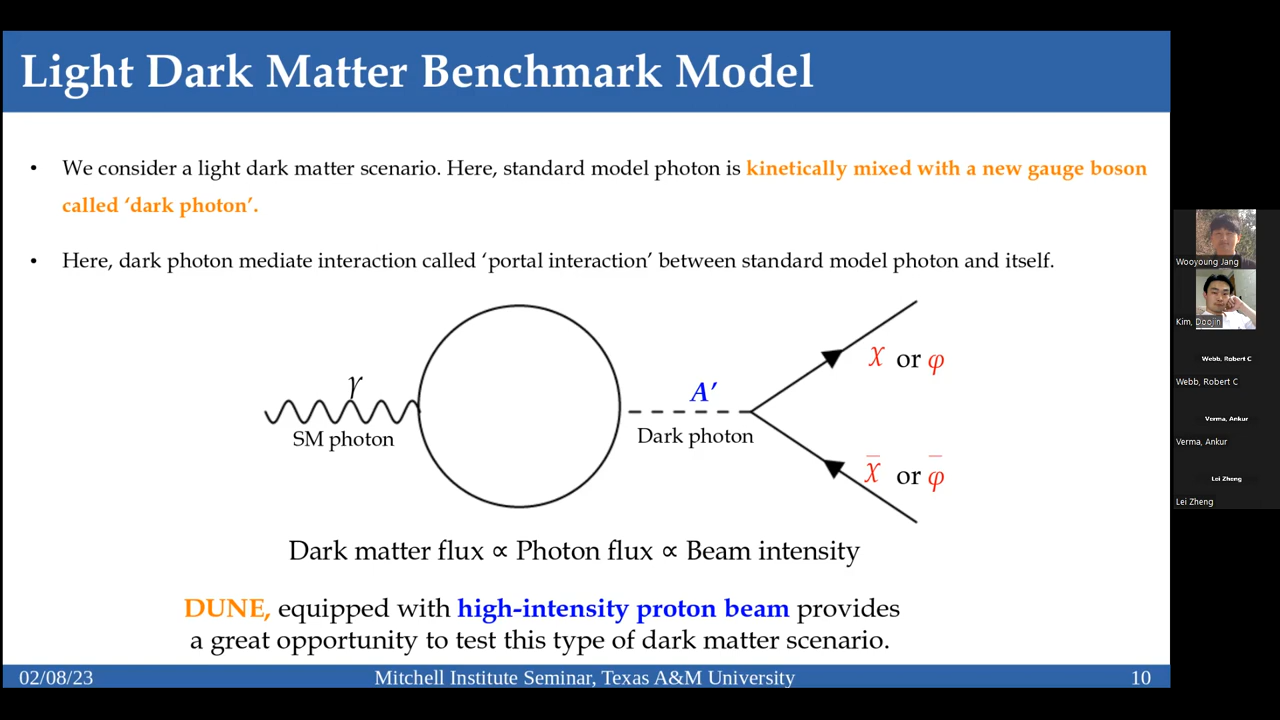 Light Dark Matter Benchmark Model
• We consider a light dark matter scenario. Here, standard model photon is kinetically mixed with a new gauge boson
called ‘dark photon’.
• Here, dark photon mediate interaction called ‘portal interaction’ between standard model photon and itself.
γ
SM photon
A′
Dark photon
χ or φ
χ̅ or φ̅
Dark matter flux ∝ Photon flux ∝ Beam intensity
DUNE, equipped with high-intensity proton beam provides
a great opportunity to test this type of dark matter scenario.
02/08/23 Mitchell Institute Seminar, Texas A&M University 10
Wooyoung Jang
Kim, Doojin
Webb, Robert C
Webb, Robert C
Verma, Ankur
Verma, Ankur
Lei Zheng
Lei Zheng